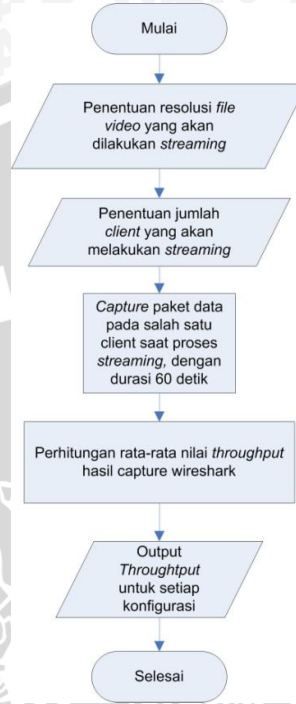 Mulai
Penentuan resolusi file
video yang akan
dilakukan streaming
Penentuan jumlah
client yang akan
melakukan streaming
Capture paket data
pada salah satu
client saat proses
streaming, dengan
durasi 60 detik
Perhitungan rata-rata nilai throughput
hasil capture wireshark
Output
Throughtput
untuk setiap
konfigurasi
Selesai